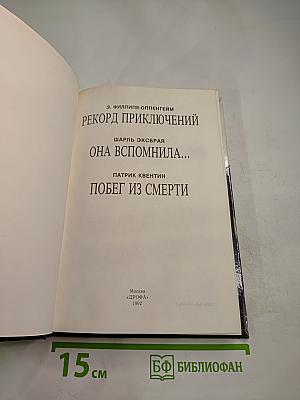 Э. ФИЛЛИПС ОППЕНГЕЙМ
РЕКОРД ПРИКЛЮЧЕНИЙ
ШАРЛЬ ЭКСБРАЯ
ОНА ВСПОМНИЛА...
ПАТРИК КВЕНТИН
ПОБЕГ ИЗ СМЕРТИ
Москва
«ДРОФА»
1992
15 см
БФ БИБЛИОФАН